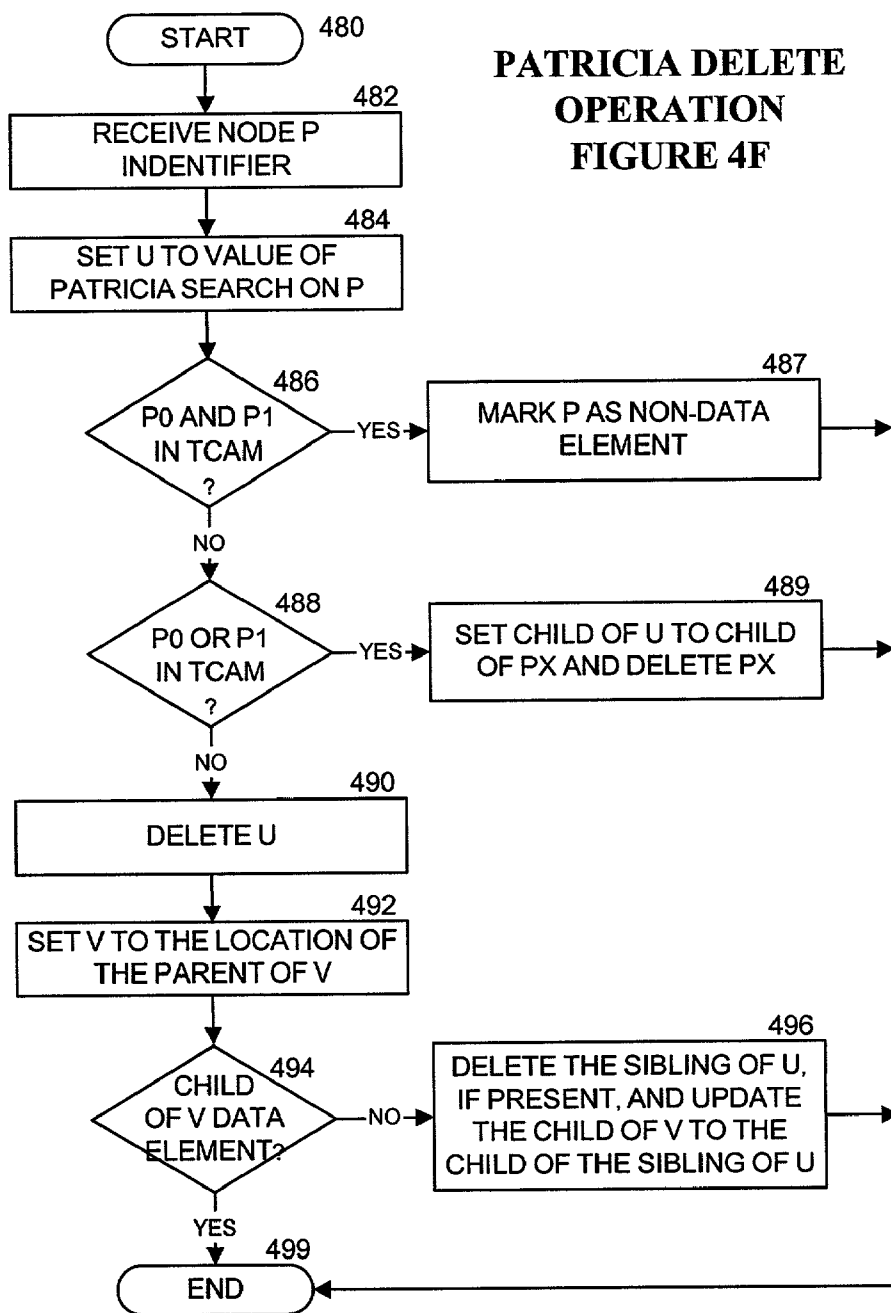 START
480
PATRICIA DELETE
OPERATION
FIGURE 4F
482
RECEIVE NODE P
INDENTIFIER
484
SET U TO VALUE OF
PATRICIA SEARCH ON P
486
P0 AND P1
IN TCAM
?
YES
487
MARK P AS NON-DATA
ELEMENT
NO
488
P0 OR P1
IN TCAM
?
YES
489
SET CHILD OF U TO CHILD
OF PX AND DELETE PX
NO
490
DELETE U
492
SET V TO THE LOCATION OF
THE PARENT OF V
494
CHILD
OF V DATA
ELEMENT?
NO
496
DELETE THE SIBLING OF U,
IF PRESENT, AND UPDATE
THE CHILD OF V TO THE
CHILD OF THE SIBLING OF U
YES
499
END